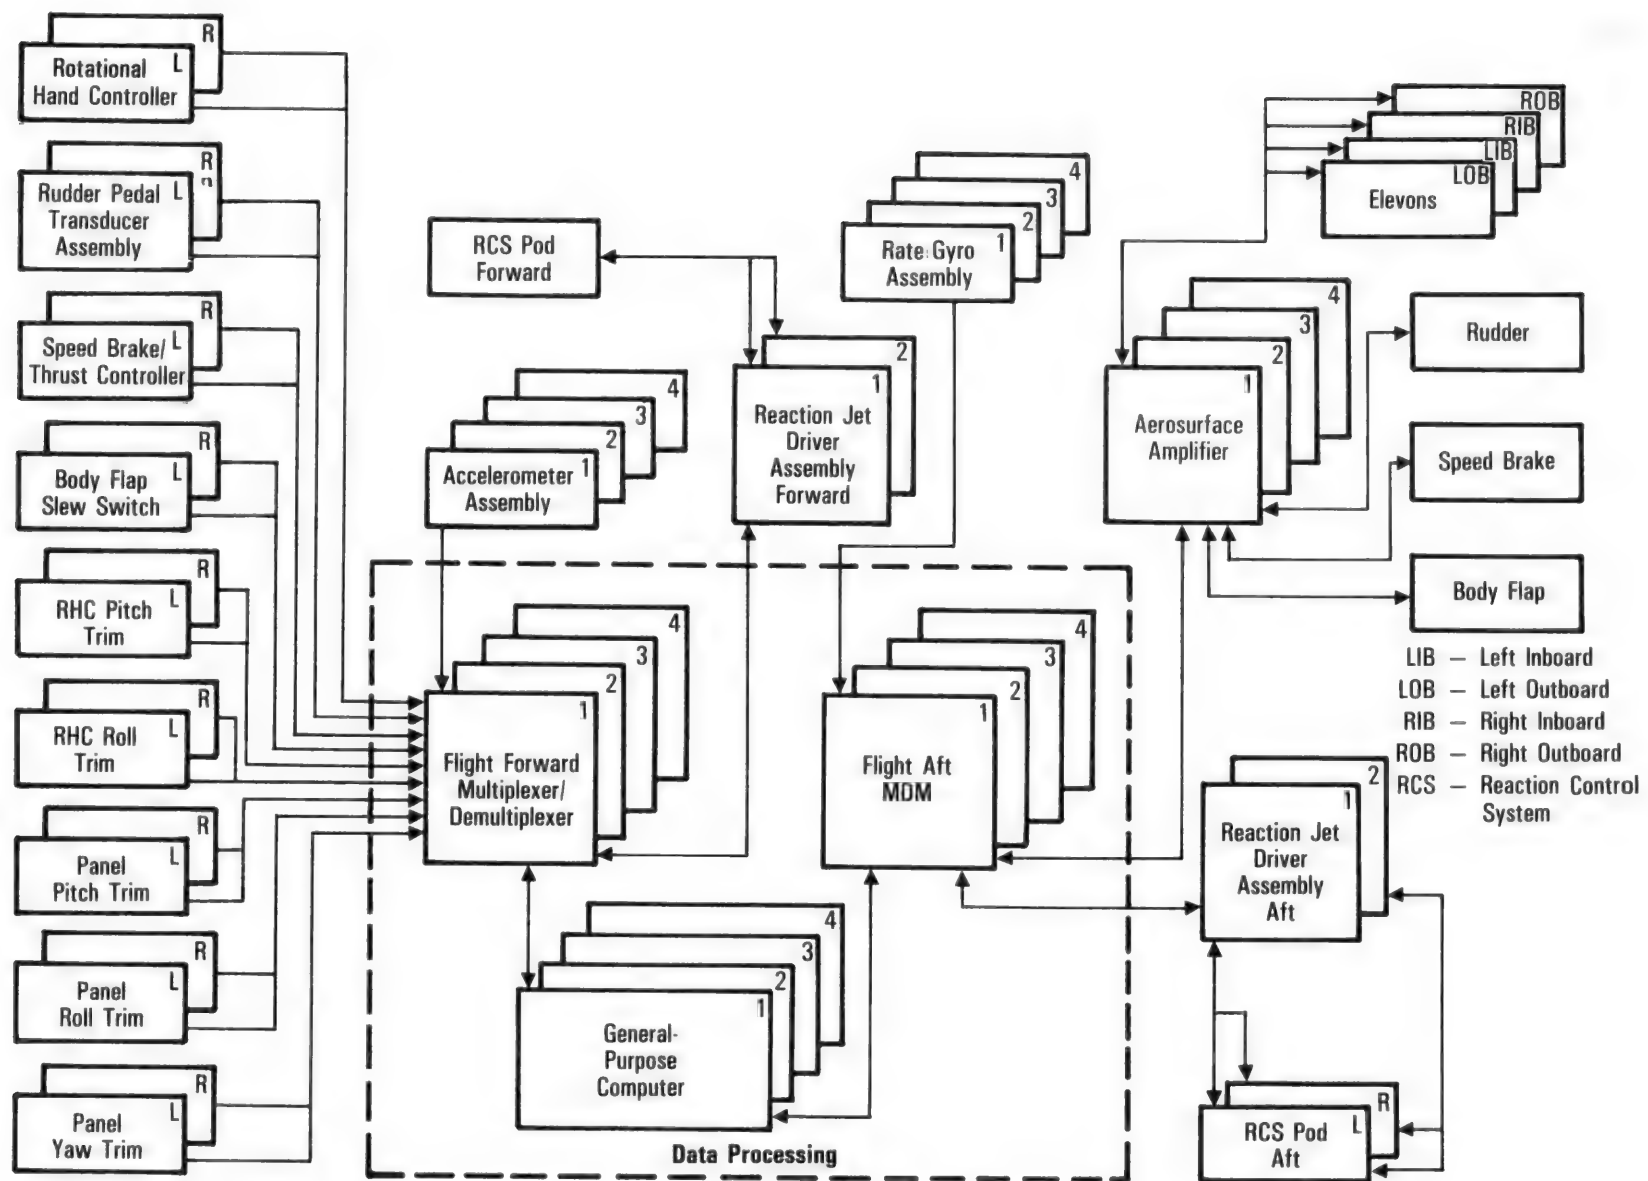 R
L
Rotational
Hand Controller
R
L
Rudder Pedal
Transducer
Assembly
R
L
Speed Brake/
Thrust Controller
R
L
Body Flap
Slew Switch
R
L
RHC Pitch
Trim
R
L
RHC Roll
Trim
R
L
Panel
Pitch Trim
R
L
Panel
Roll Trim
R
L
Panel
Yaw Trim
RCS Pod
Forward
4
3
2
1
Accelerometer
Assembly
2
1
Reaction Jet
Driver
Assembly
Forward
4
3
2
1
Rate Gyro
Assembly
4
3
2
1
Flight Forward
Multiplexer/
Demultiplexer
4
3
2
1
Flight Aft
MDM
4
3
2
1
General-
Purpose
Computer
Data Processing
ROB
RIB
LIB
LOB
Elevons
4
3
2
1
Aerosurface
Amplifier
Rudder
Speed Brake
Body Flap
LIB – Left Inboard
LOB – Left Outboard
RIB – Right Inboard
ROB – Right Outboard
RCS – Reaction Control
System
2
1
Reaction Jet
Driver
Assembly
Aft
R
L
RCS Pod
Aft